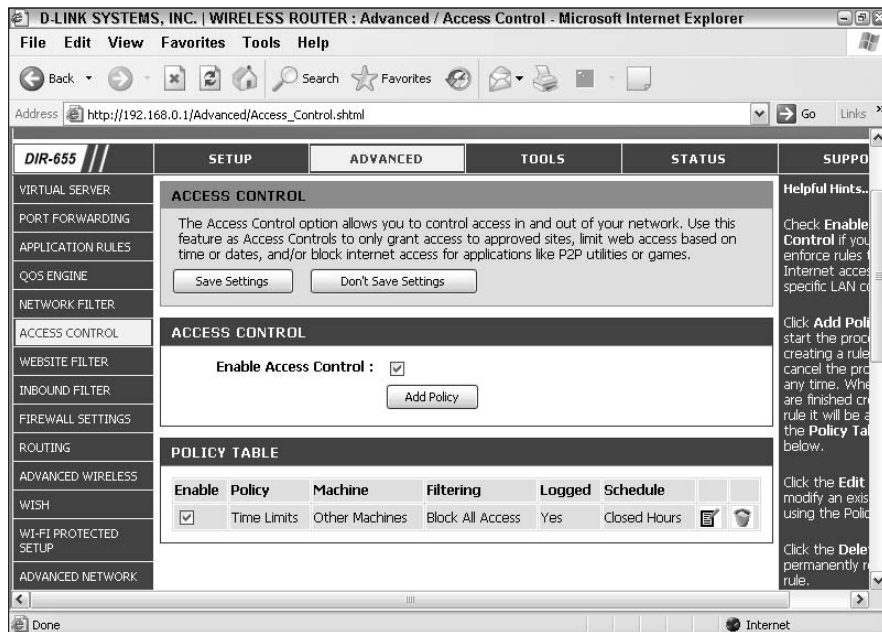 D-LINK SYSTEMS, INC. | WIRELESS ROUTER : Advanced / Access Control - Microsoft Internet Explorer
File Edit View Favorites Tools Help
Back Search Favorites
Address http://192.168.0.1/Advanced/Access_Control.shtml Go Links
DIR-655 SETUP ADVANCED TOOLS STATUS SUPPO
VIRTUAL SERVER
PORT FORWARDING
APPLICATION RULES
QOS ENGINE
NETWORK FILTER
ACCESS CONTROL
WEBSITE FILTER
INBOUND FILTER
FIREWALL SETTINGS
ROUTING
ADVANCED WIRELESS
WISH
WI-FI PROTECTED
SETUP
ADVANCED NETWORK
ACCESS CONTROL
The Access Control option allows you to control access in and out of your network. Use this
feature as Access Controls to only grant access to approved sites, limit web access based on
time or dates, and/or block internet access for applications like P2P utilities or games.
Save Settings Don't Save Settings
ACCESS CONTROL
Enable Access Control :
Add Policy
POLICY TABLE
Enable Policy Machine Filtering Logged Schedule
Time Limits Other Machines Block All Access Yes Closed Hours
Helpful Hints..
Check Enable
Control if you
enforce rules
Internet acces
specific LAN co
Click Add Poli
start the proc
creating a rule
cancel the pro
any time. Whe
are finished cr
rule it will be a
the Policy Tal
below.
Click the Edit
modify an exis
using the Polic
Click the Dele
permanently r
rule.
Done Internet